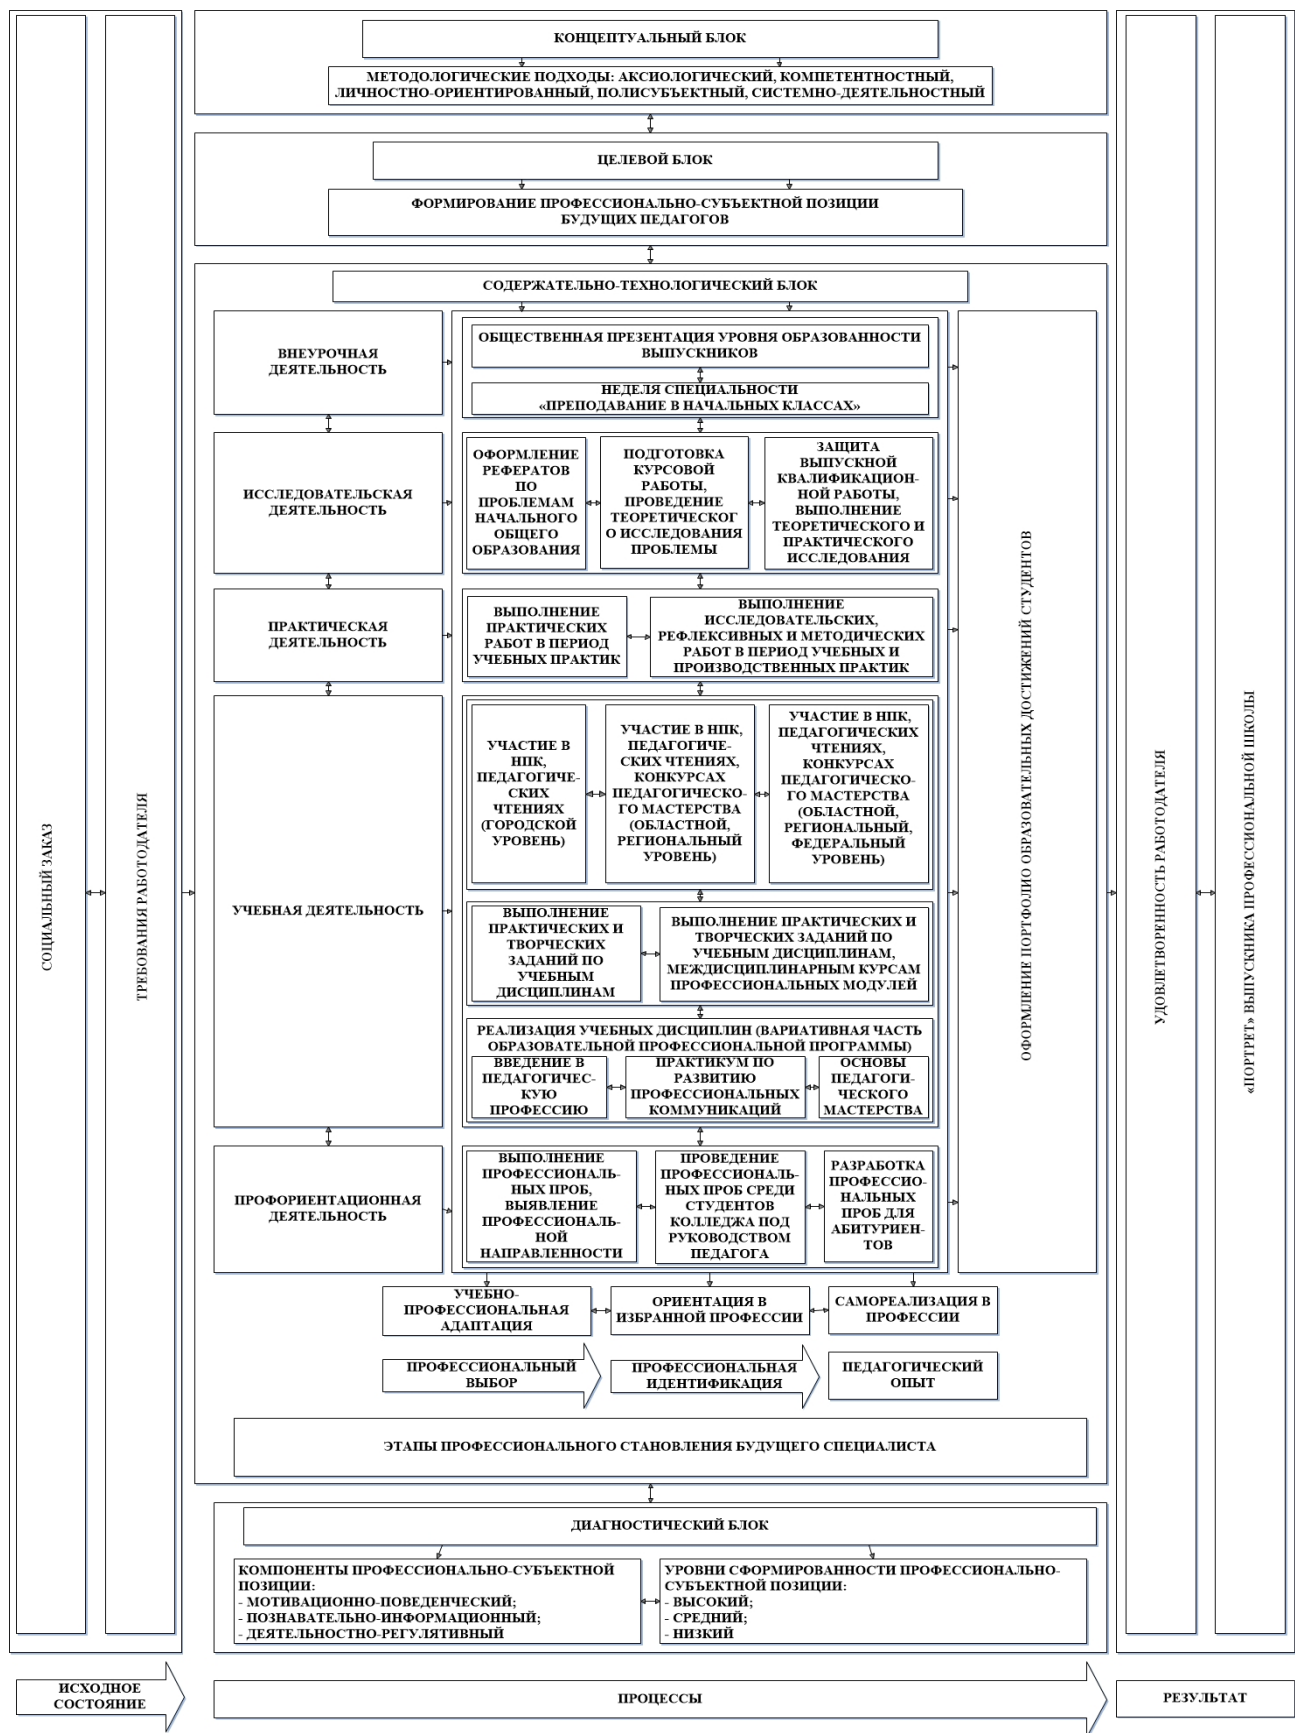 СОЦИАЛЬНЫЙ ЗАКАЗ
ТРЕБОВАНИЯ РАБОТОДАТЕЛЯ
КОНЦЕПТУАЛЬНЫЙ БЛОК
МЕТОДОЛОГИЧЕСКИЕ ПОДХОДЫ: АКСИОЛОГИЧЕСКИЙ, КОМПЕТЕНТНОСТНЫЙ,
ЛИЧНОСТНО-ОРИЕНТИРОВАННЫЙ, ПОЛИСУБЪЕКТНЫЙ, СИСТЕМНО-ДЕЯТЕЛЬНОСТНЫЙ
ЦЕЛЕВОЙ БЛОК
ФОРМИРОВАНИЕ ПРОФЕССИОНАЛЬНО-СУБЪЕКТНОЙ ПОЗИЦИИ
БУДУЩИХ ПЕДАГОГОВ
СОДЕРЖАТЕЛЬНО-ТЕХНОЛОГИЧЕСКИЙ БЛОК
ВНЕУРОЧНАЯ
ДЕЯТЕЛЬНОСТЬ
ОБЩЕСТВЕННАЯ ПРЕЗЕНТАЦИЯ УРОВНЯ ОБРАЗОВАННОСТИ
ВЫПУСКНИКОВ
НЕДЕЛЯ СПЕЦИАЛЬНОСТИ
«ПРЕПОДАВАНИЕ В НАЧАЛЬНЫХ КЛАССАХ»
ИССЛЕДОВАТЕЛЬСКАЯ
ДЕЯТЕЛЬНОСТЬ
ОФОРМЛЕНИЕ
РЕФЕРАТОВ
ПО
ПРОБЛЕМАМ
НАЧАЛЬНОГО
ОБЩЕГО
ОБРАЗОВАНИЯ
ПОДГОТОВКА
КУРСОВОЙ
РАБОТЫ,
ПРОВЕДЕНИЕ
ТЕОРЕТИЧЕСКОГ
О ИССЛЕДОВАНИЯ
ПРОБЛЕМЫ
ЗАЩИТА
ВЫПУСКНОЙ
КВАЛИФИКАЦИОН-
НОЙ РАБОТЫ,
ВЫПОЛНЕНИЕ
ТЕОРЕТИЧЕСКОГО И
ПРАКТИЧЕСКОГО
ИССЛЕДОВАНИЯ
ПРАКТИЧЕСКАЯ
ДЕЯТЕЛЬНОСТЬ
ВЫПОЛНЕНИЕ
ПРАКТИЧЕСКИХ
РАБОТ В ПЕРИОД
УЧЕБНЫХ ПРАКТИК
ВЫПОЛНЕНИЕ
ИССЛЕДОВАТЕЛЬСКИХ,
РЕФЛЕКСИВНЫХ И МЕТОДИЧЕСКИХ
РАБОТ В ПЕРИОД УЧЕБНЫХ И
ПРОИЗВОДСТВЕННЫХ ПРАКТИК
УЧЕБНАЯ ДЕЯТЕЛЬНОСТЬ
УЧАСТИЕ В
НПК,
ПЕДАГОГИЧЕ-
СКИХ
ЧТЕНИЯХ
(ГОРОДСКОЙ
УРОВЕНЬ)
УЧАСТИЕ В НПК,
ПЕДАГОГИЧЕ-
СКИХ ЧТЕНИЯХ,
КОНКУРСАХ
ПЕДАГОГИЧЕСКО-
ГО МАСТЕРСТВА
(ОБЛАСТНОЙ,
РЕГИОНАЛЬНЫЙ
УРОВЕНЬ)
УЧАСТИЕ В НПК,
ПЕДАГОГИЧЕСКИХ
ЧТЕНИЯХ,
КОНКУРСАХ
ПЕДАГОГИЧЕСКО-
ГО МАСТЕРСТВА
(ОБЛАСТНОЙ,
РЕГИОНАЛЬНЫЙ,
ФЕДЕРАЛЬНЫЙ
УРОВЕНЬ)
ВЫПОЛНЕНИЕ
ПРАКТИЧЕСКИХ И
ТВОРЧЕСКИХ
ЗАДАНИЙ ПО
УЧЕБНЫМ
ДИСЦИПЛИНАМ
ВЫПОЛНЕНИЕ ПРАКТИЧЕСКИХ И
ТВОРЧЕСКИХ ЗАДАНИЙ ПО
УЧЕБНЫМ ДИСЦИПЛИНАМ,
МЕЖДИСЦИПЛИНАРНЫМ КУРСАМ
ПРОФЕССИОНАЛЬНЫХ МОДУЛЕЙ
РЕАЛИЗАЦИЯ УЧЕБНЫХ ДИСЦИПЛИН (ВАРИАТИВНАЯ ЧАСТЬ
ОБРАЗОВАТЕЛЬНОЙ ПРОФЕССИОНАЛЬНОЙ ПРОГРАММЫ)
ВВЕДЕНИЕ В
ПЕДАГОГИЧЕС-
КУЮ
ПРОФЕССИЮ
ПРАКТИКУМ ПО
РАЗВИТИЮ
ПРОФЕССИОНАЛЬНЫХ
КОММУНИКАЦИЙ
ОСНОВЫ
ПЕДАГОГИ-
ЧЕСКОГО
МАСТЕРСТВА
ПРОФОРИЕНТАЦИОННАЯ
ДЕЯТЕЛЬНОСТЬ
ВЫПОЛНЕНИЕ
ПРОФЕССИОНАЛЬ-
НЫХ ПРОБ,
ВЫЯВЛЕНИЕ
ПРОФЕССИОНАЛЬ-
НОЙ
НАПРАВЛЕННОСТИ
ПРОВЕДЕНИЕ
ПРОФЕССИОНАЛЬ-
НЫХ ПРОБ СРЕДИ
СТУДЕНТОВ
КОЛЛЕДЖА ПОД
РУКОВОДСТВОМ
ПЕДАГОГА
РАЗРАБОТКА
ПРОФЕССИО-
НАЛЬНЫХ
ПРОБ ДЛЯ
АБИТУРИЕН-
ТОВ
ОФОРМЛЕНИЕ ПОРТФОЛИО ОБРАЗОВАТЕЛЬНЫХ ДОСТИЖЕНИЙ СТУДЕНТОВ
УЧЕБНО-
ПРОФЕССИОНАЛЬНАЯ
АДАПТАЦИЯ
ОРИЕНТАЦИЯ В
ИЗБРАННОЙ ПРОФЕССИИ
САМОРЕАЛИЗАЦИЯ В
ПРОФЕССИИ
ПРОФЕССИОНАЛЬНЫЙ
ВЫБОР
ПРОФЕССИОНАЛЬНАЯ
ИДЕНТИФИКАЦИЯ
ПЕДАГОГИЧЕСКИЙ
ОПЫТ
ЭТАПЫ ПРОФЕССИОНАЛЬНОГО СТАНОВЛЕНИЯ БУДУЩЕГО СПЕЦИАЛИСТА
ДИАГНОСТИЧЕСКИЙ БЛОК
КОМПОНЕНТЫ ПРОФЕССИОНАЛЬНО-СУБЪЕКТНОЙ
ПОЗИЦИИ:
- МОТИВАЦИОННО-ПОВЕДЕНЧЕСКИЙ;
- ПОЗНАВАТЕЛЬНО-ИНФОРМАЦИОННЫЙ;
- ДЕЯТЕЛЬНОСТНО-РЕГУЛЯТИВНЫЙ
УРОВНИ СФОРМИРОВАННОСТИ ПРОФЕССИОНАЛЬНО-
СУБЪЕКТНОЙ ПОЗИЦИИ:
- ВЫСОКИЙ;
- СРЕДНИЙ;
- НИЗКИЙ
УДОВЛЕТВОРЕННОСТЬ РАБОТОДАТЕЛЯ
«ПОРТРЕТ» ВЫПУСКНИКА ПРОФЕССИОНАЛЬНОЙ ШКОЛЫ
ИСХОДНОЕ
СОСТОЯНИЕ
ПРОЦЕССЫ
РЕЗУЛЬТАТ